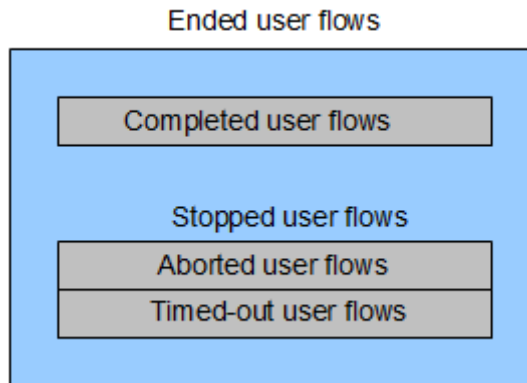 Ended user flows
Completed user flows
Stopped user flows
Aborted user flows
Timed-out user flows